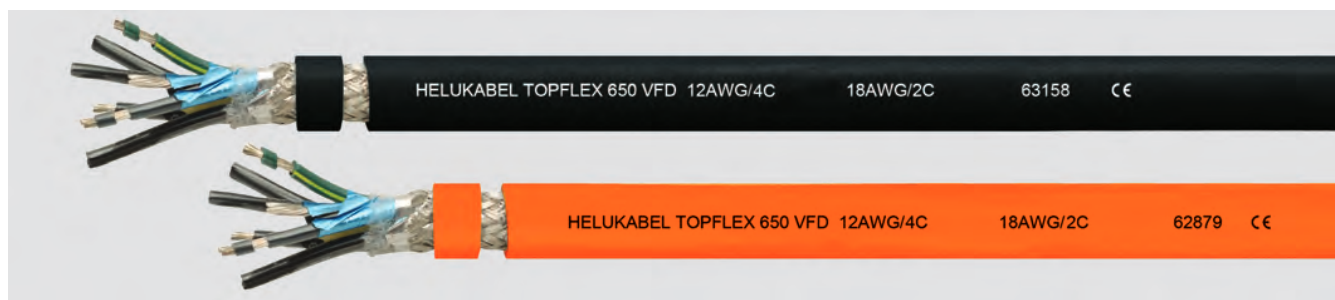 HELUKABEL TOPFLEX 650 VFD 12AWG/4C 18AWG/2C 63158 CE
HELUKABEL TOPFLEX 650 VFD 12AWG/4C 18AWG/2C 62879 CE